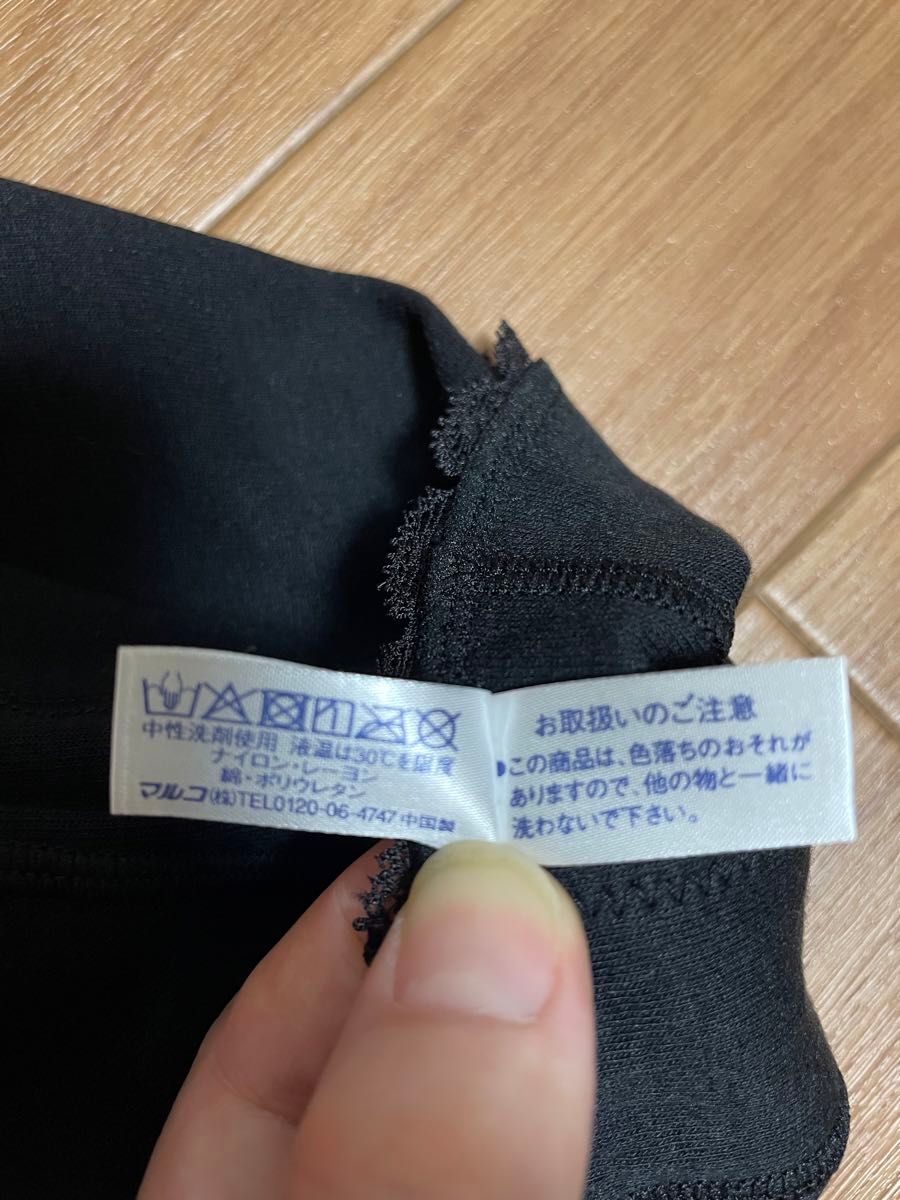 中性洗剤使用 液温は30℃を限度
ナイロン・レーヨン
綿・ポリウレタン
マルコ(株)TEL0120-06-4747 中国製
お取扱いのご注意
●この商品は、色落ちのおそれが
ありますので、他の物と一緒に
洗わないで下さい。